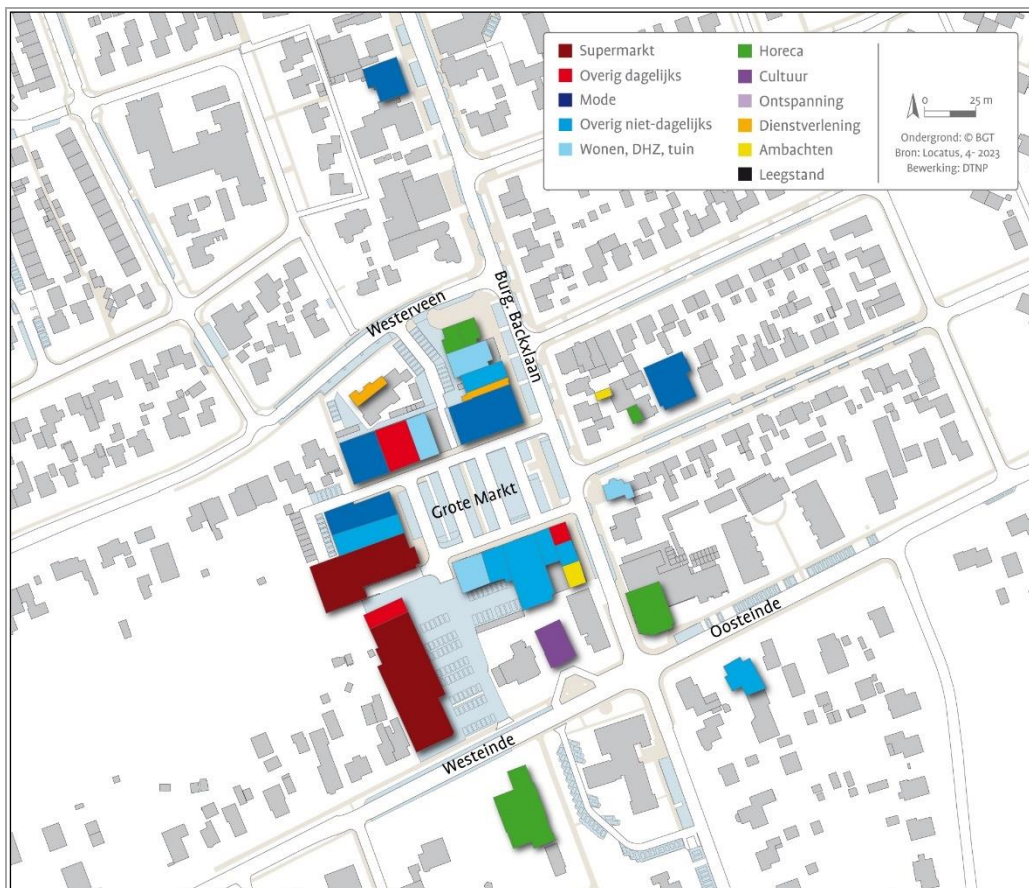 Supermarkt
Overig dagelijks
Mode
Overig niet-dagelijks
Wonen, DHZ, tuin
Horeca
Cultuur
Ontspanning
Dienstverlening
Ambachten
Leegstand
0 25 m
Ondergrond: © BGT
Bron: Locatus, 4- 2023
Bewerking: DTNP
Westerveen
Burg. Backxlaan
Grote Markt
Oosteinde
Westeinde